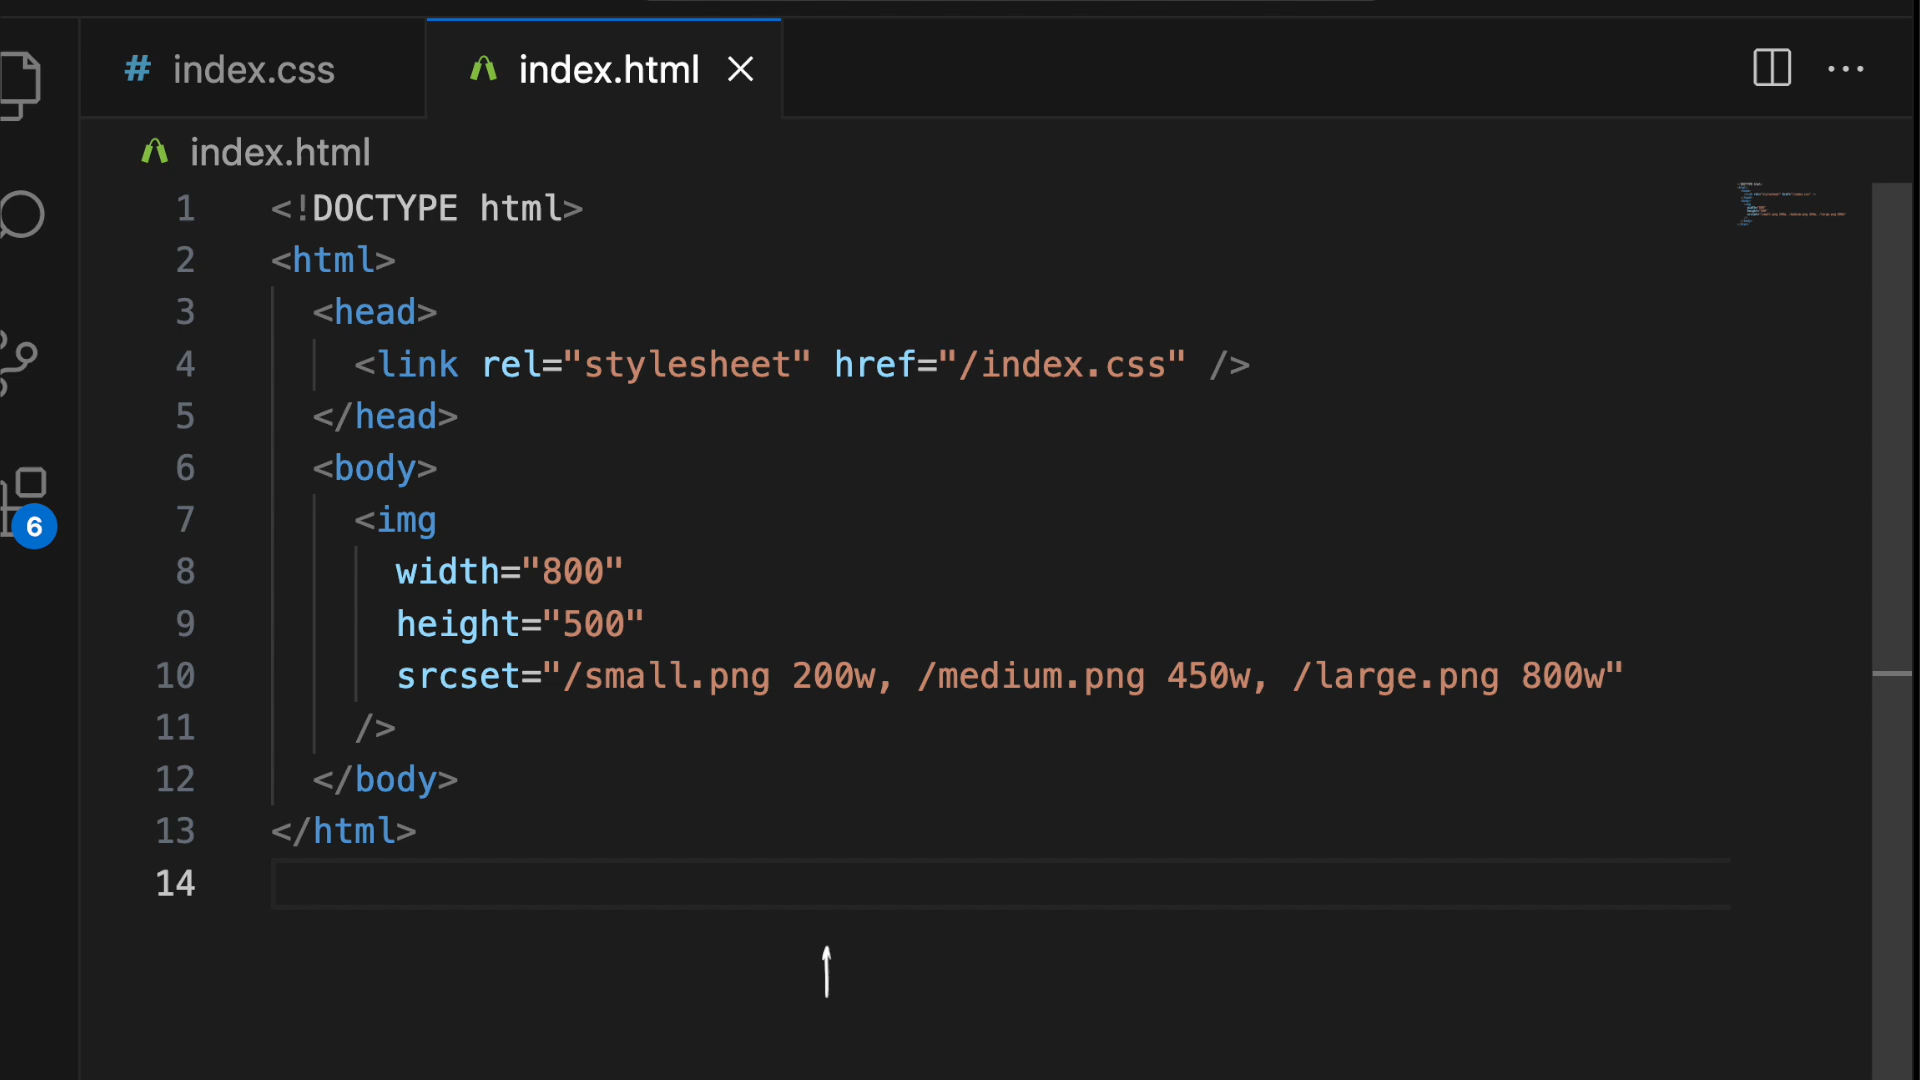 # index.css
index.html
index.html
1 <!DOCTYPE html>
2 <html>
3 <head>
4 <link rel="stylesheet" href="/index.css" />
5 </head>
6 <body>
7 <img
8 width="800"
9 height="500"
10 srcset="/small.png 200w, /medium.png 450w, /large.png 800w"
11 />
12 </body>
13 </html>
14
6